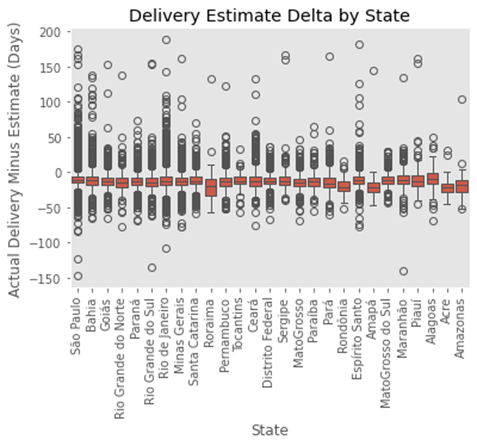 Delivery Estimate Delta by State
Actual Delivery Minus Estimate (Days)
200
150
100
50
0
−50
−100
−150
São Paulo
Bahia
Goiás
Rio Grande do Norte
Paraná
Rio Grande do Sul
Rio de Janeiro
Minas Gerais
Santa Catarina
Roraima
Pernambuco
Tocantins
Ceará
Distrito Federal
Sergipe
MatoGrosso
Paraíba
Pará
Rondônia
Espírito Santo
Amapá
MatoGrosso do Sul
Maranhão
Piauí
Alagoas
Acre
Amazonas
State